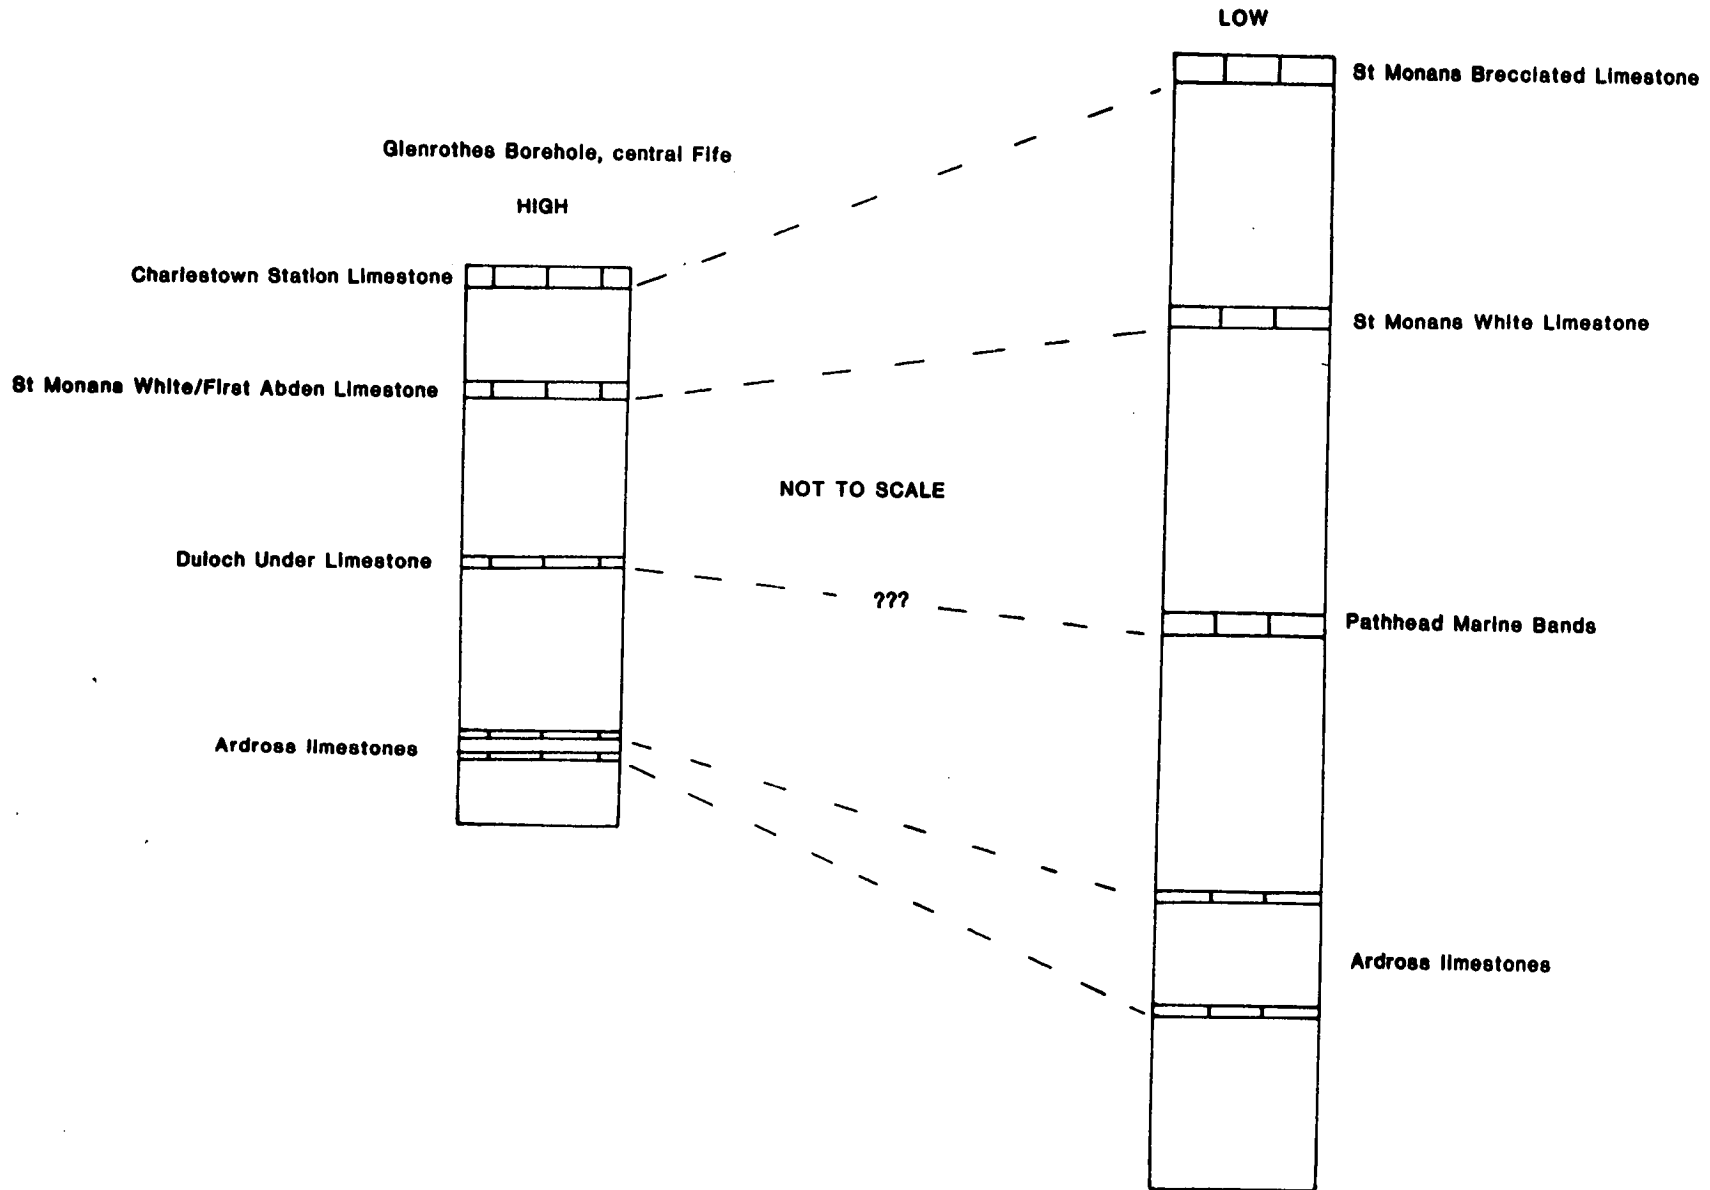 LOW
St Monans Brecciated Limestone
Glenrothes Borehole, central Fife
HIGH
Charlestown Station Limestone
St Monans White Limestone
St Monans White/First Abden Limestone
NOT TO SCALE
Duloch Under Limestone
???
Pathhead Marine Bands
Ardross limestones
Ardross limestones